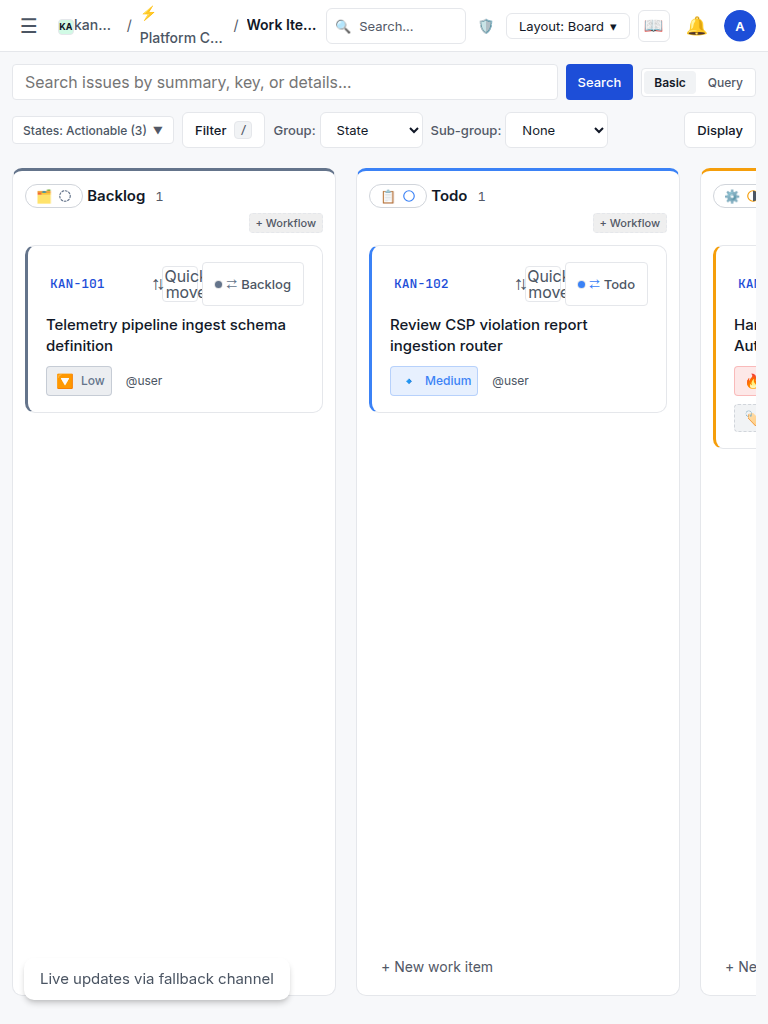 ☰ KA kan... / ⚡ Platform C... / Work Ite... 🔍 Search... 🛡️ Layout: Board ▾ 📖 🔔 A
Search issues by summary, key, or details... Search Basic Query
States: Actionable (3) ▼ Filter / Group: State Sub-group: None Display
Backlog 1
+ Workflow
KAN-101 ⇅ Quick move ⇄ Backlog
Telemetry pipeline ingest schema
definition
Low @user
Live updates via fallback channel
Todo 1
+ Workflow
KAN-102 ⇅ Quick move ⇄ Todo
Review CSP violation report
ingestion router
Medium @user
+ New work item